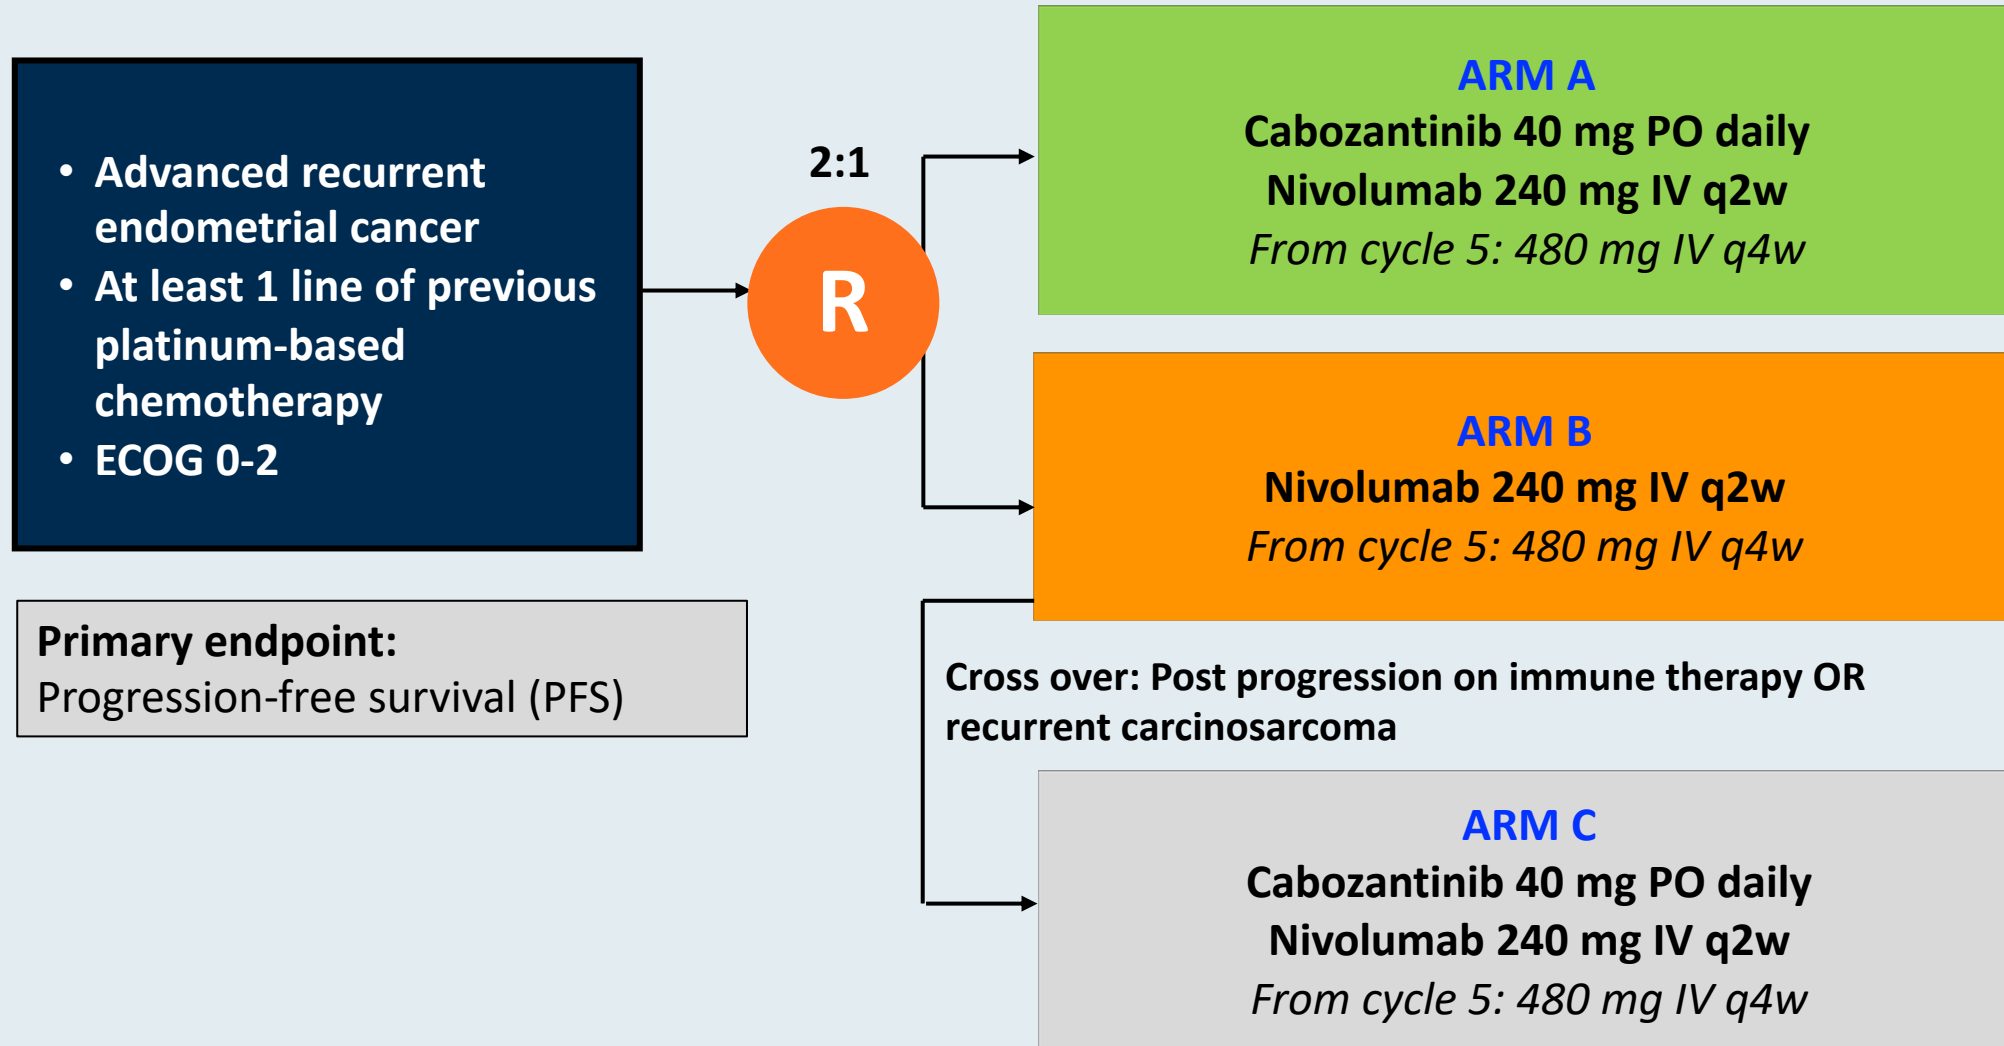 • Advanced recurrent
endometrial cancer
• At least 1 line of previous
platinum-based
chemotherapy
• ECOG 0-2
Primary endpoint:
Progression-free survival (PFS)
2:1
R
ARM A
Cabozantinib 40 mg PO daily
Nivolumab 240 mg IV q2w
From cycle 5: 480 mg IV q4w
ARM B
Nivolumab 240 mg IV q2w
From cycle 5: 480 mg IV q4w
Cross over: Post progression on immune therapy OR
recurrent carcinosarcoma
ARM C
Cabozantinib 40 mg PO daily
Nivolumab 240 mg IV q2w
From cycle 5: 480 mg IV q4w